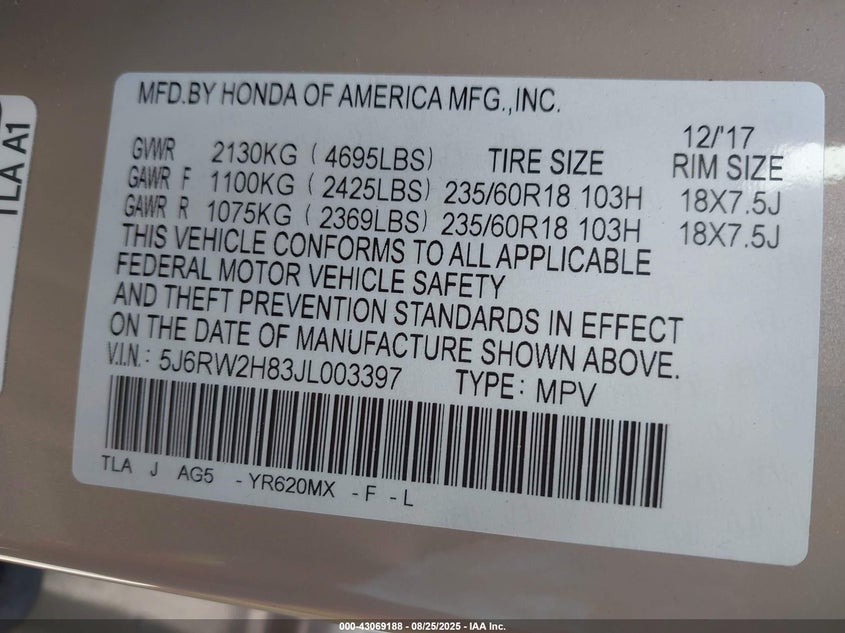 TLA A1
MFD.BY HONDA OF AMERICA MFG.,INC.
12/'17
GVWR 2130KG ( 4695LBS) TIRE SIZE RIM SIZE
GAWR F 1100KG ( 2425LBS) 235/60R18 103H 18X7.5J
GAWR R 1075KG ( 2369LBS) 235/60R18 103H 18X7.5J
THIS VEHICLE CONFORMS TO ALL APPLICABLE
FEDERAL MOTOR VEHICLE SAFETY
AND THEFT PREVENTION STANDARDS IN EFFECT
ON THE DATE OF MANUFACTURE SHOWN ABOVE.
V.I.N.: 5J6RW2H83JL003397 TYPE: MPV
TLA J AG5 -YR620MX -F-L
000-43069188 - 08/25/2025 - IAA Inc.